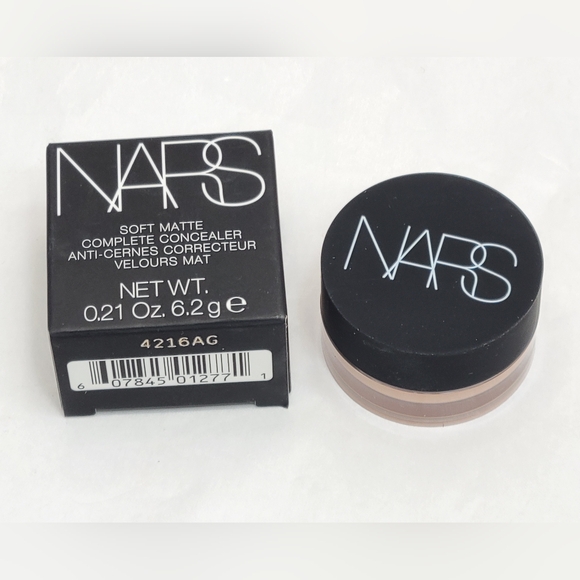 NARS
SOFT MATTE
COMPLETE CONCEALER
ANTI-CERNES CORRECTEUR
VELOURS MAT
NET WT.
0.21 Oz. 6.2g e
4216AG
6 07845 01277 1
NARS